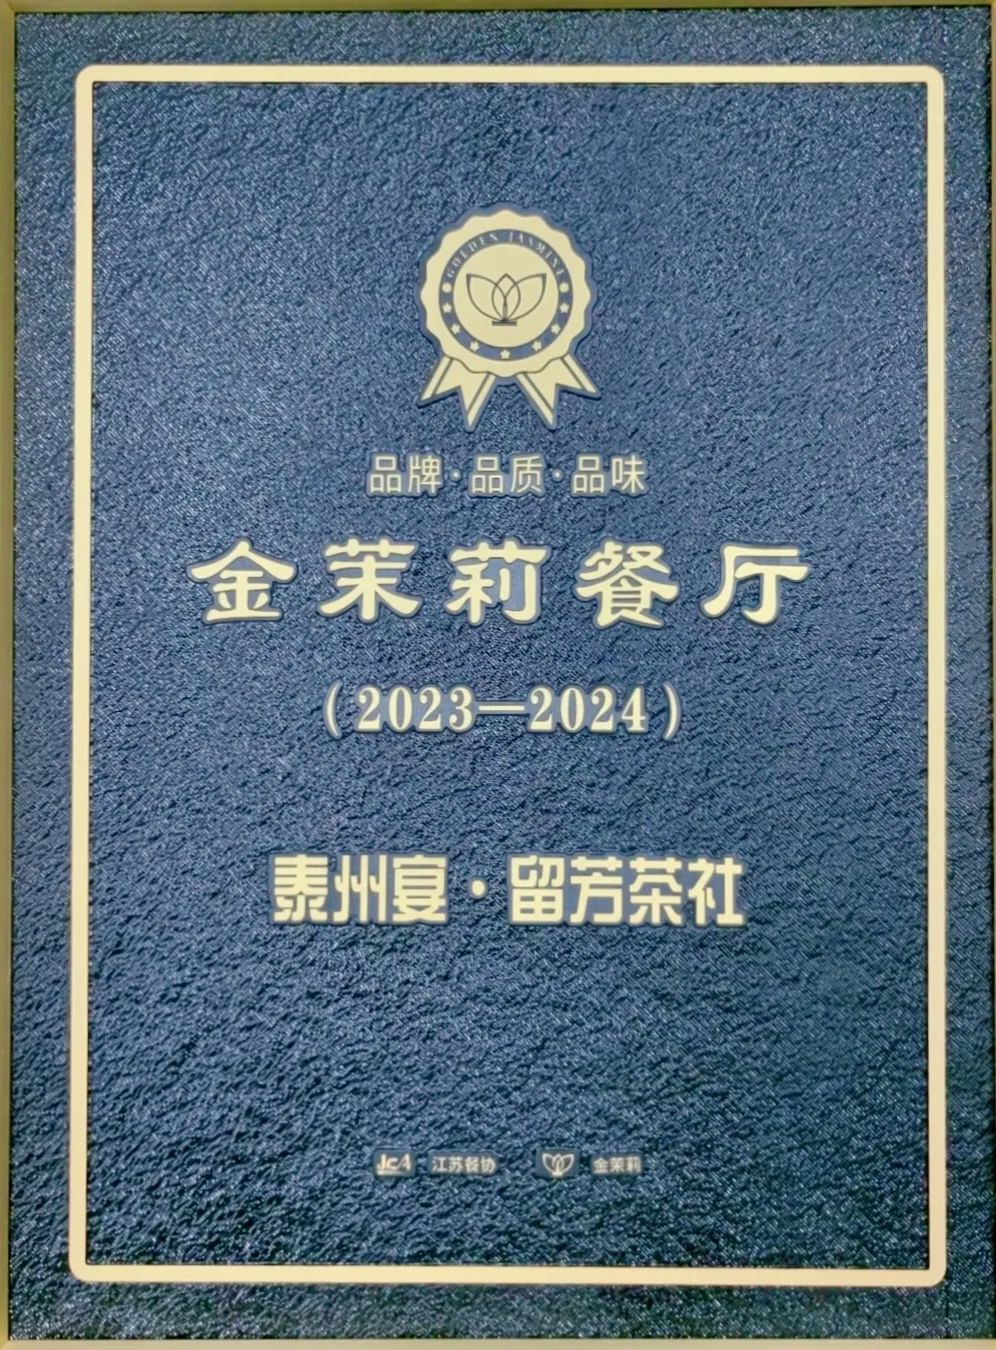 GOLDEN JASMINE
品牌·品质·品味
金茉莉餐厅
（2023—2024）
泰州宴·留芳茶社
JCA 江苏餐协 金茉莉